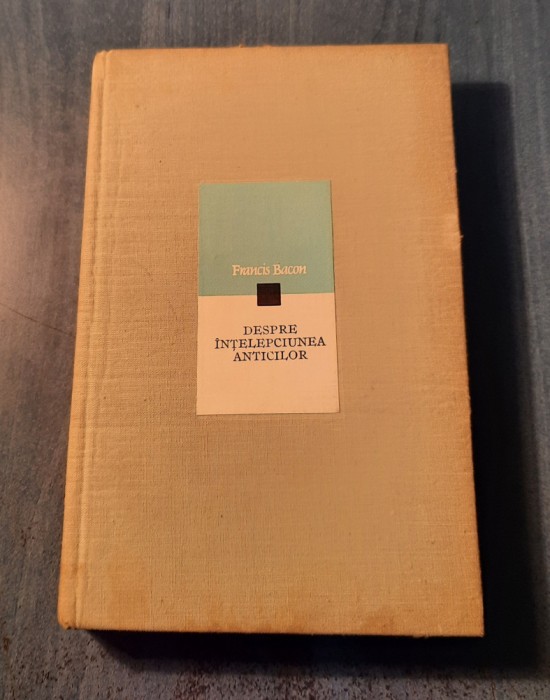 Francis Bacon
DESPRE
ÎNȚELEPCIUNEA
ANTICILOR